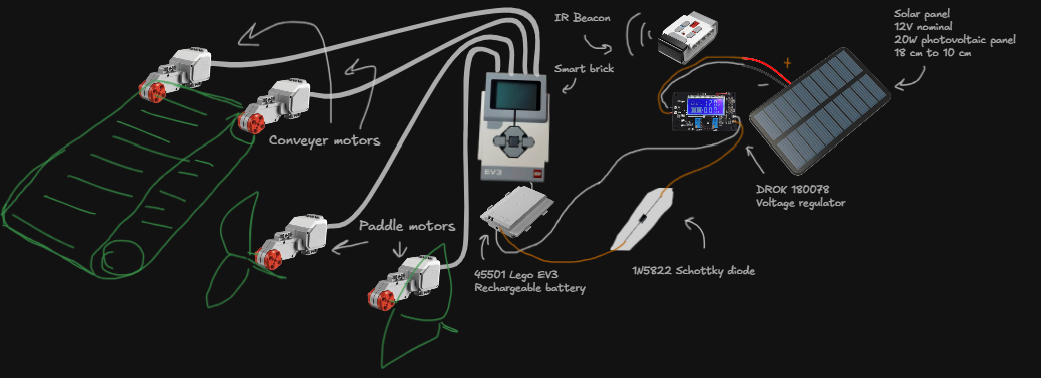 IR Beacon
Smart brick
Solar panel
12V nominal
20W photovoltaic panel
18 cm to 10 cm
+
-
Conveyer motors
EV3
DROK 180078
Voltage regulator
Paddle motors
45501 Lego EV3
Rechargeable battery
1N5822 Schottky diode